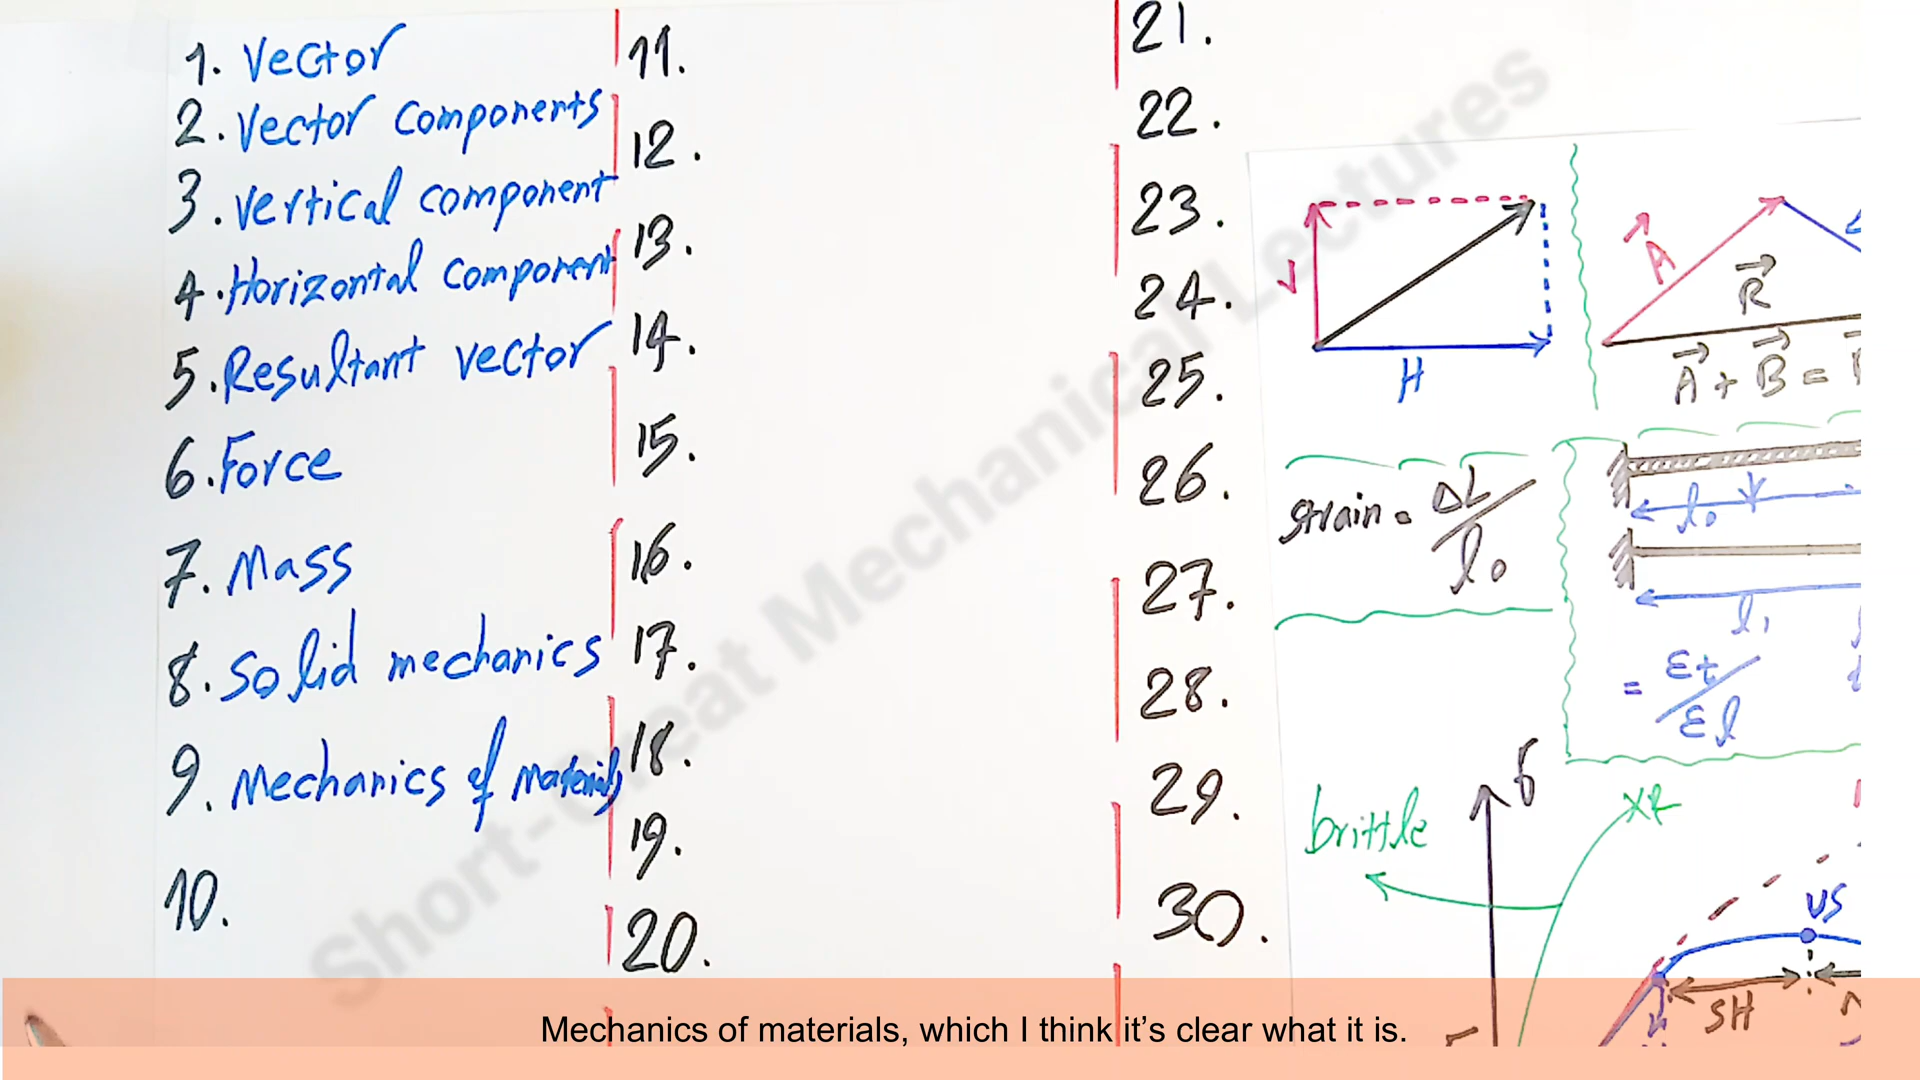 1. Vector
2. Vector components
3. Vertical component
4. Horizontal component
5. Resultant vector
6. Force
7. Mass
8. Solid mechanics
9. Mechanics of materials
10.
11.
12.
13.
14.
15.
16.
17.
18.
19.
20.
21.
22.
23.
24.
25.
26.
27.
28.
29.
30.
V
H
A
R
A + B =
strain = ΔL / l₀
l₀
l₁
= εt / εl
brittle
σ
US
SH
Short-Great Mechanical Lectures
Mechanics of materials, which I think it’s clear what it is.